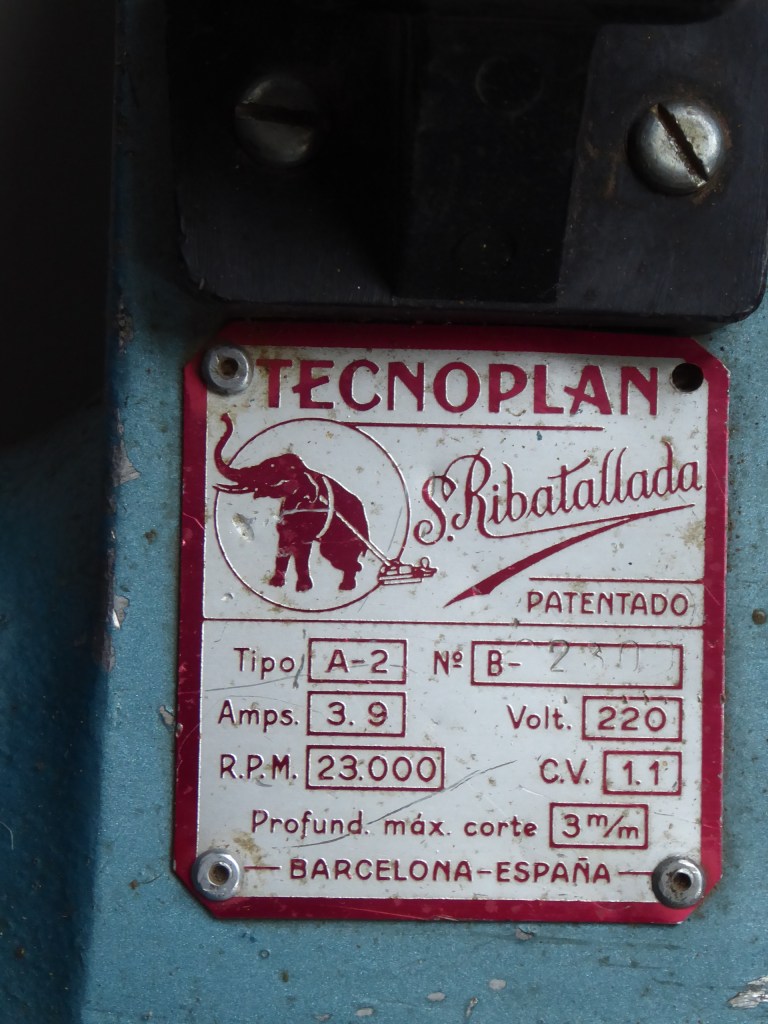 TECNOPLAN
S. Ribatallada
PATENTADO
Tipo A-2 Nº B-
Amps. 3.9 Volt. 220
R.P.M. 23.000 C.V. 1.1
Profund. máx. corte 3 m/m
BARCELONA-ESPAÑA